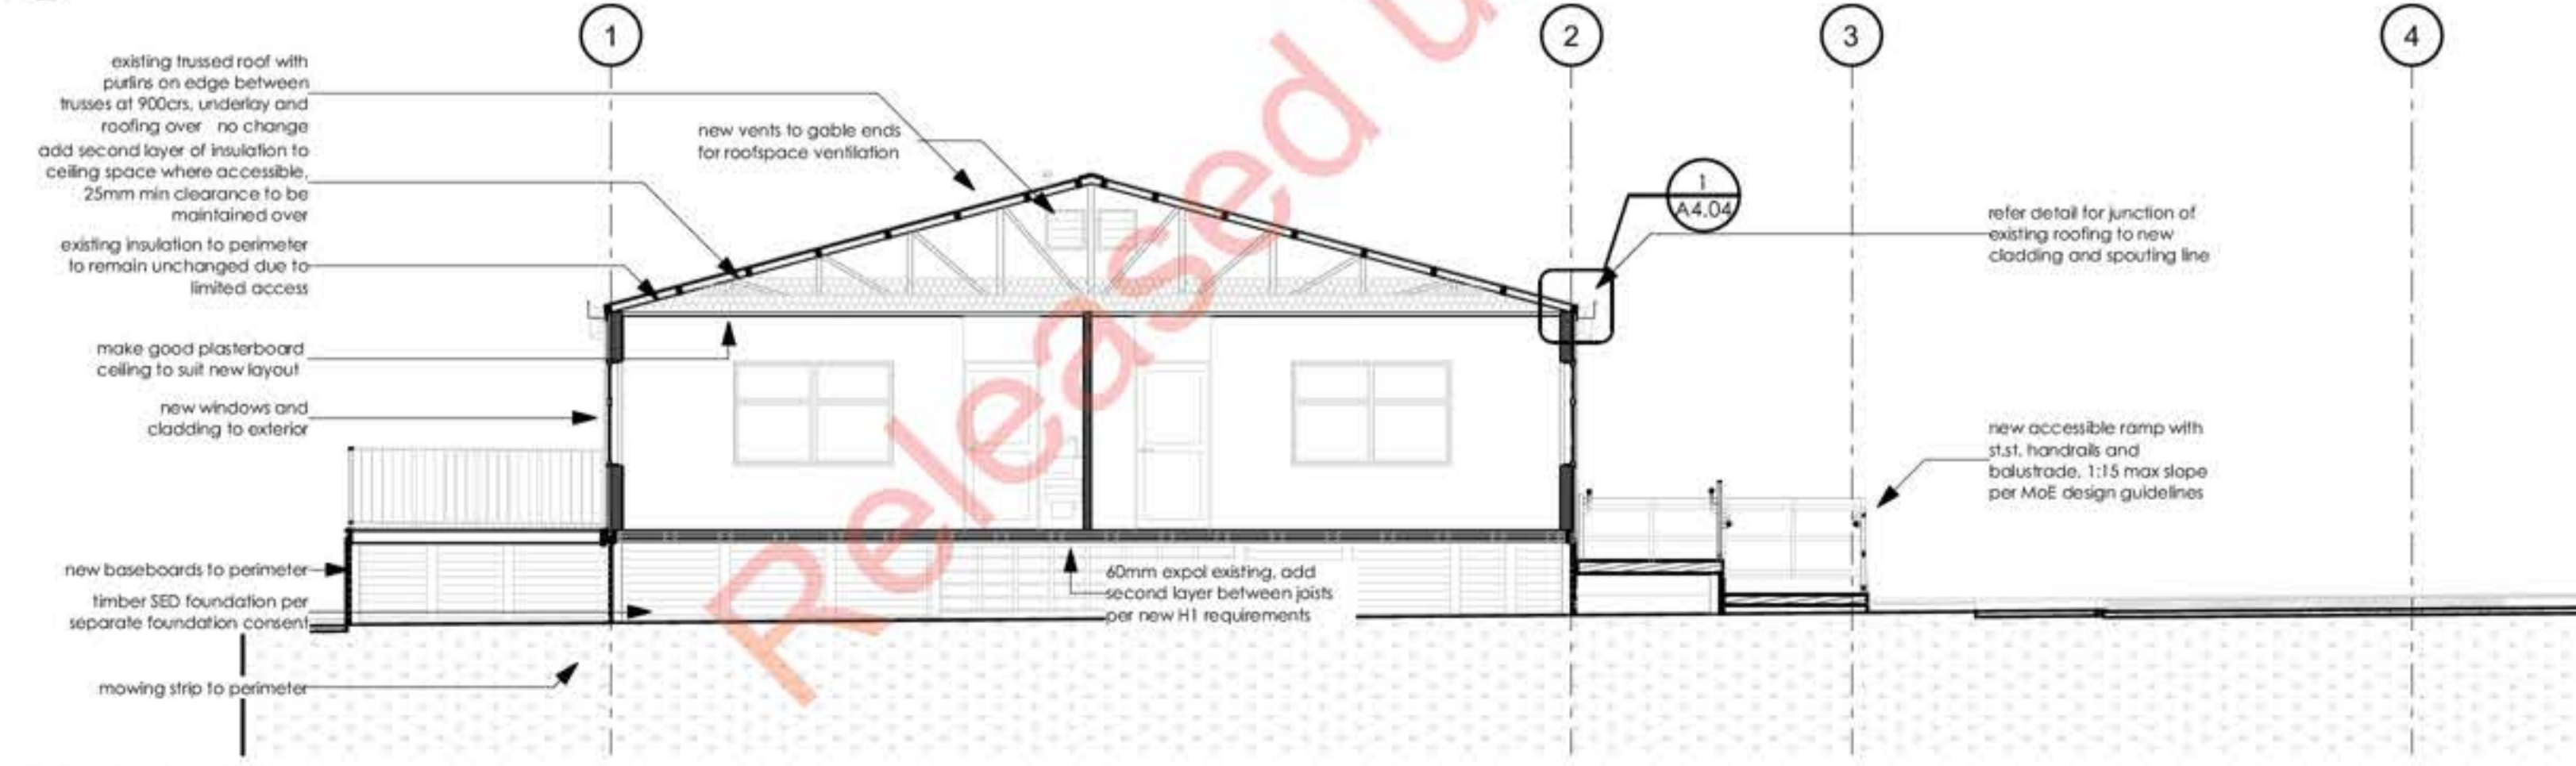 1
2
3
4
existing trussed roof with
purlins on edge between
trusses at 900crs, underlay and
roofing over no change
add second layer of insulation to
ceiling space where accessible,
25mm min clearance to be
maintained over
existing insulation to perimeter
to remain unchanged due to
limited access
make good plasterboard
ceiling to suit new layout
new windows and
cladding to exterior
new baseboards to perimeter
timber SED foundation per
separate foundation consent
mowing strip to perimeter
new vents to gable ends
for roofspace ventilation
60mm expol existing, add
second layer between joists
per new H1 requirements
1
A4.04
refer detail for junction of
existing roofing to new
cladding and spouting line
new accessible ramp with
st.st. handrails and
balustrade. 1:15 max slope
per MoE design guidelines
Released